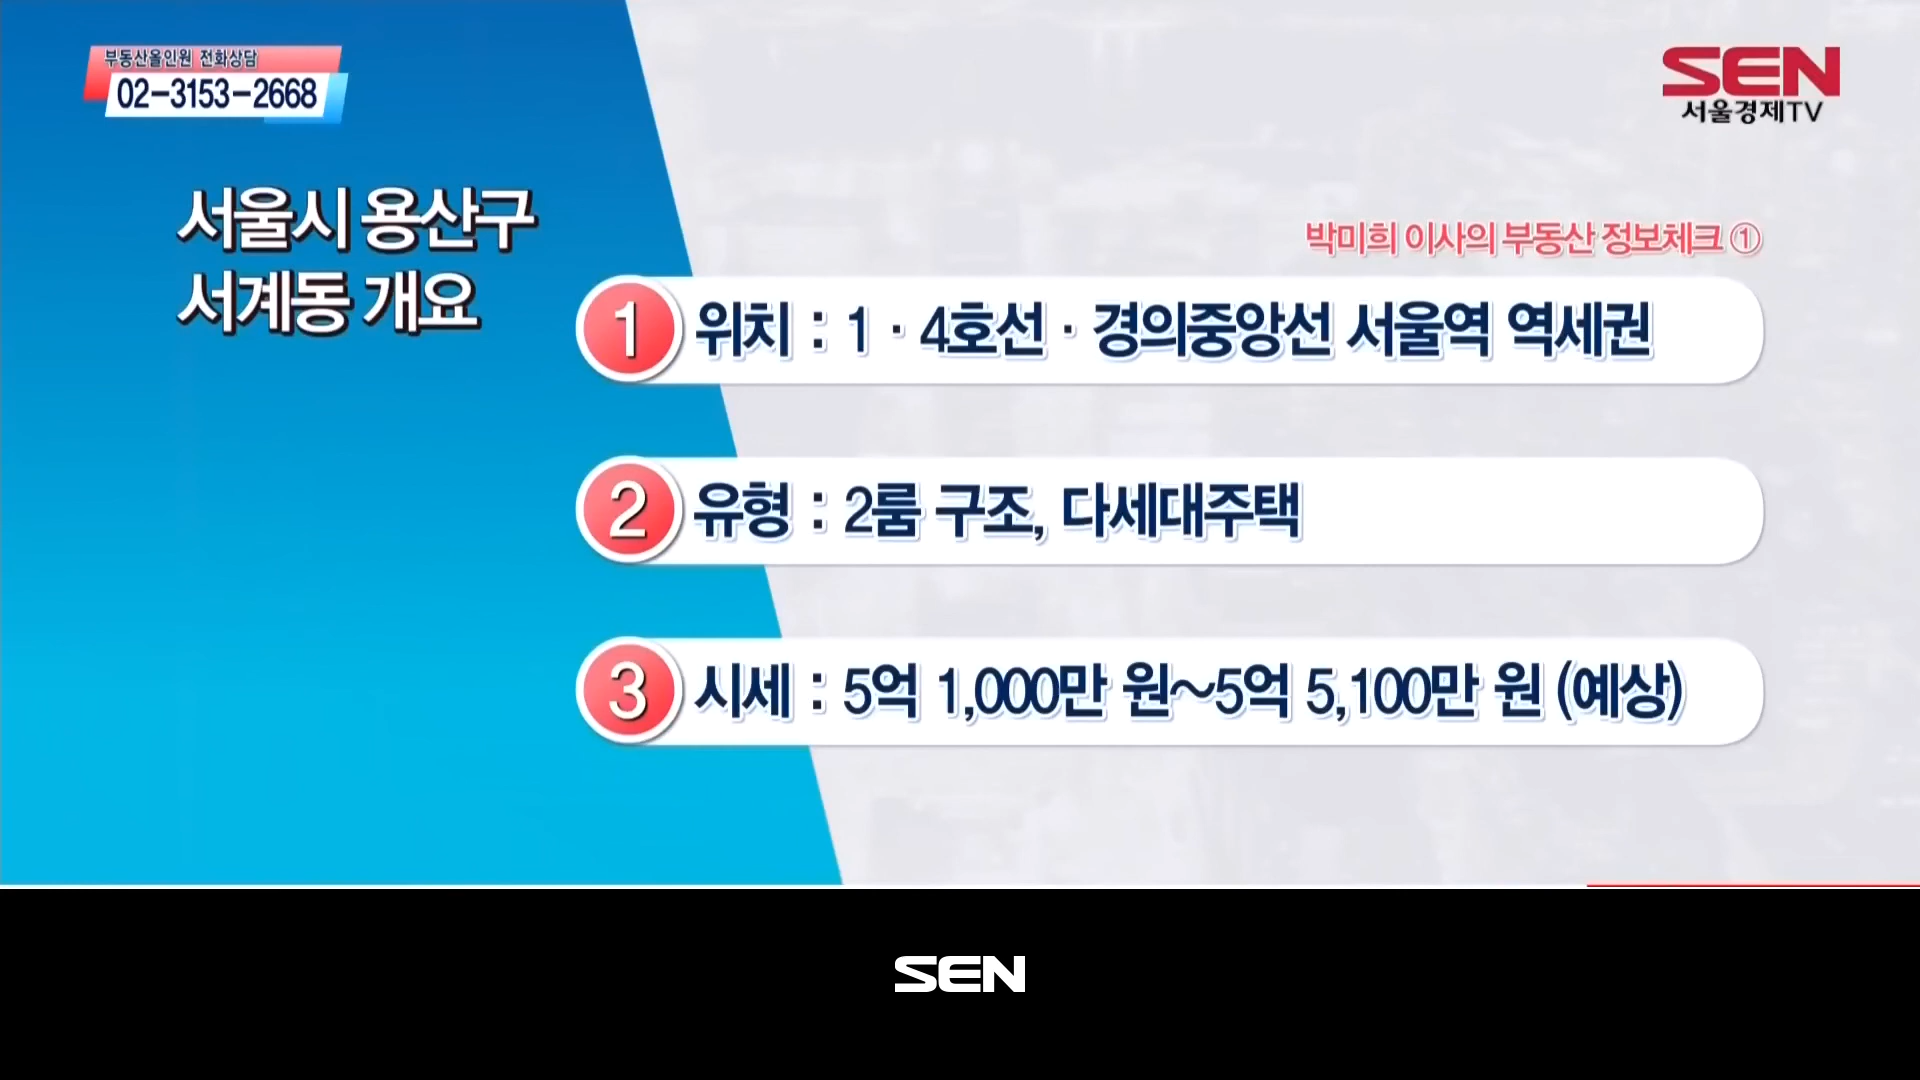 부동산올인원 전화상담
02-3153-2668
SEN
서울경제TV
서울시 용산구
서계동 개요
박미희 이사의 부동산 정보체크 ①
1 위치 : 1 · 4호선 · 경의중앙선 서울역 역세권
2 유형 : 2룸 구조, 다세대주택
3 시세 : 5억 1,000만 원~5억 5,100만 원 (예상)
SEN